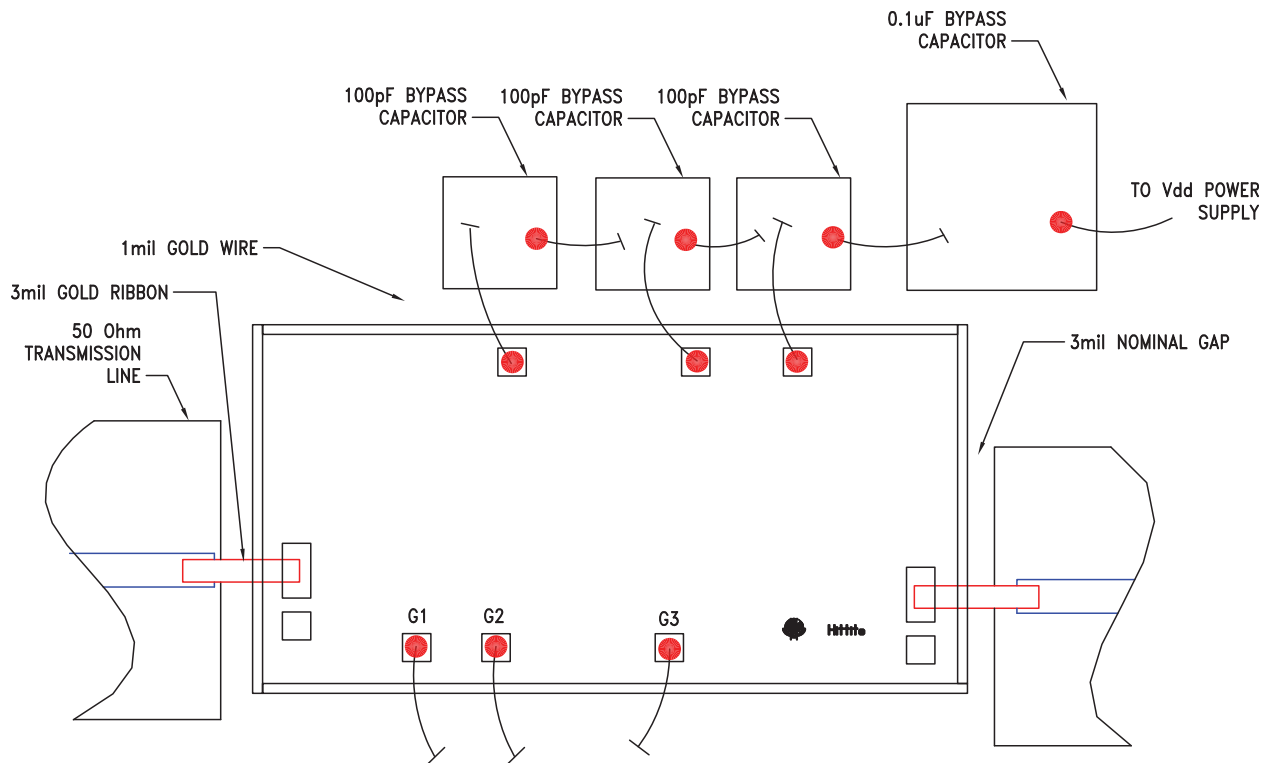 0.1uF BYPASS
CAPACITOR
100pF BYPASS
CAPACITOR
100pF BYPASS
CAPACITOR
100pF BYPASS
CAPACITOR
TO Vdd POWER
SUPPLY
1mil GOLD WIRE
3mil GOLD RIBBON
50 Ohm
TRANSMISSION
LINE
3mil NOMINAL GAP
G1
G2
G3
Hittite